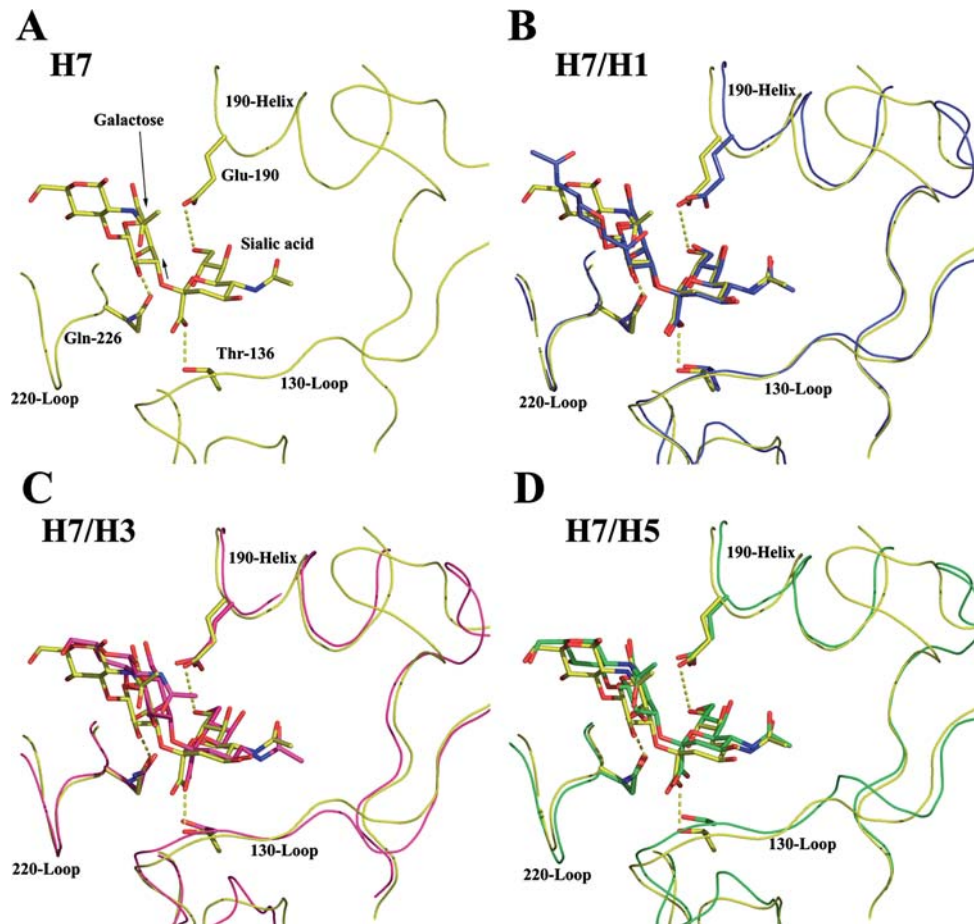 A
H7
190-Helix
Galactose
Glu-190
Sialic acid
Gln-226
Thr-136
130-Loop
220-Loop
B
H7/H1
190-Helix
130-Loop
220-Loop
C
H7/H3
190-Helix
130-Loop
220-Loop
D
H7/H5
190-Helix
130-Loop
220-Loop